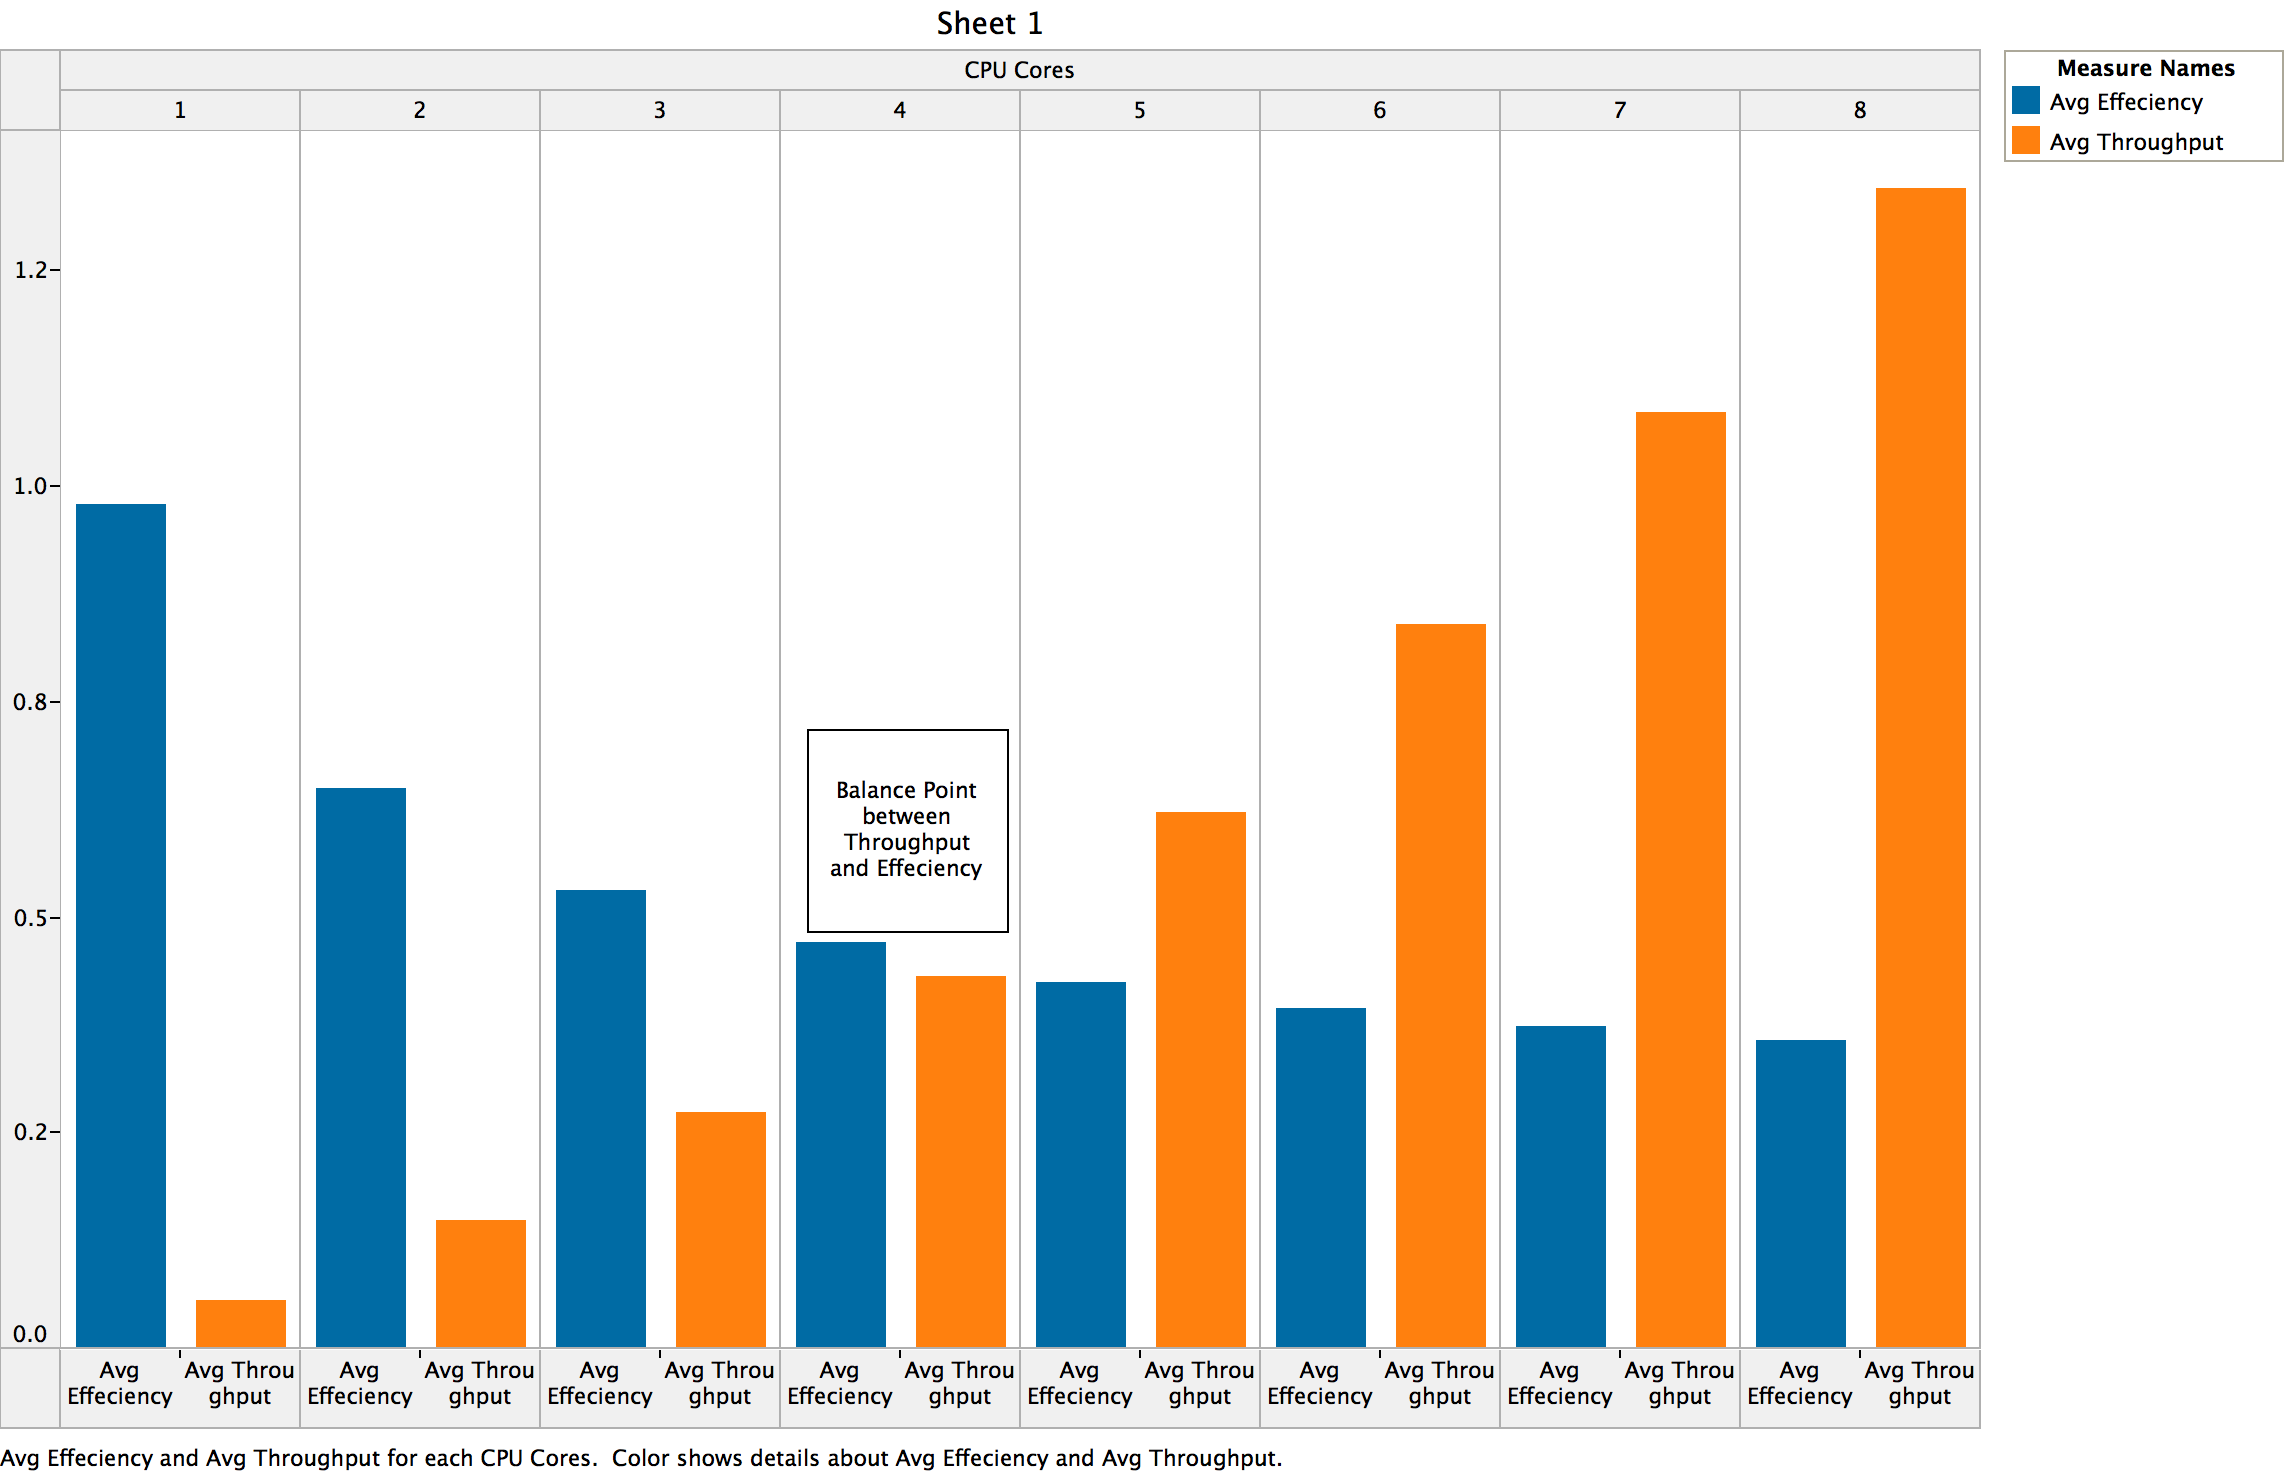 Sheet 1
CPU Cores
1 2 3 4 5 6 7 8
Measure Names
Avg Effeciency
Avg Throughput
1.2
1.0
0.8
0.5
0.2
0.0
Balance Point
between
Throughput
and Effeciency
Avg Avg Throu Avg Avg Throu Avg Avg Throu Avg Avg Throu Avg Avg Throu Avg Avg Throu Avg Avg Throu Avg Avg Throu
Effeciency ghput Effeciency ghput Effeciency ghput Effeciency ghput Effeciency ghput Effeciency ghput Effeciency ghput Effeciency ghput
Avg Effeciency and Avg Throughput for each CPU Cores.  Color shows details about Avg Effeciency and Avg Throughput.